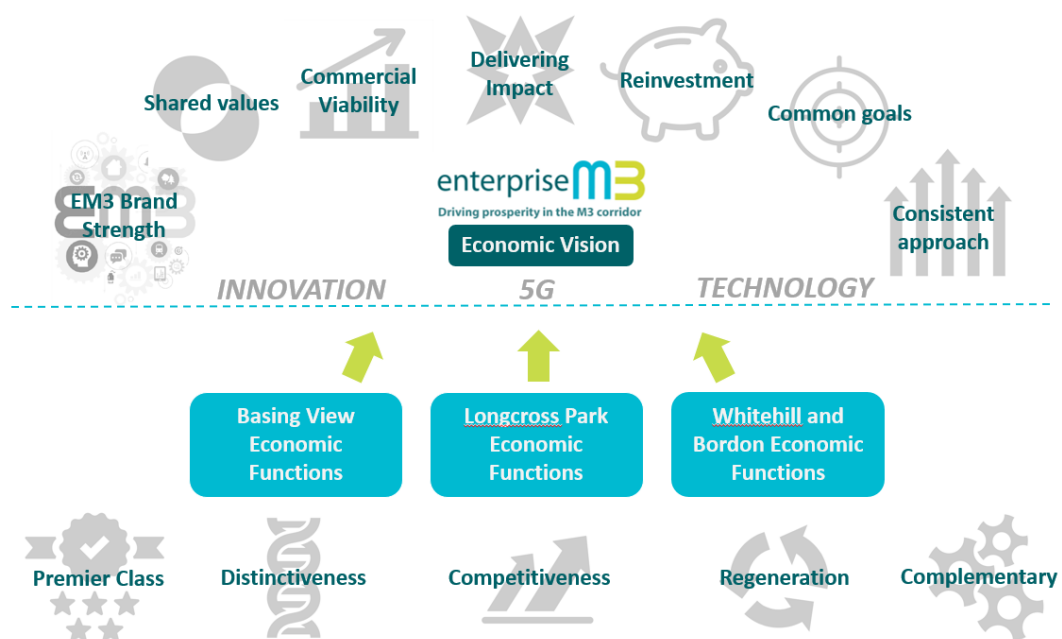 Delivering
Impact
Commercial
Viability
Reinvestment
Shared values
Common goals
EM3 Brand
Strength
enterprise M3
Driving prosperity in the M3 corridor
Economic Vision
Consistent
approach
INNOVATION
5G
TECHNOLOGY
Basing View
Economic
Functions
Longcross Park
Economic
Functions
Whitehill and
Bordon Economic
Functions
Premier Class
Distinctiveness
Competitiveness
Regeneration
Complementary